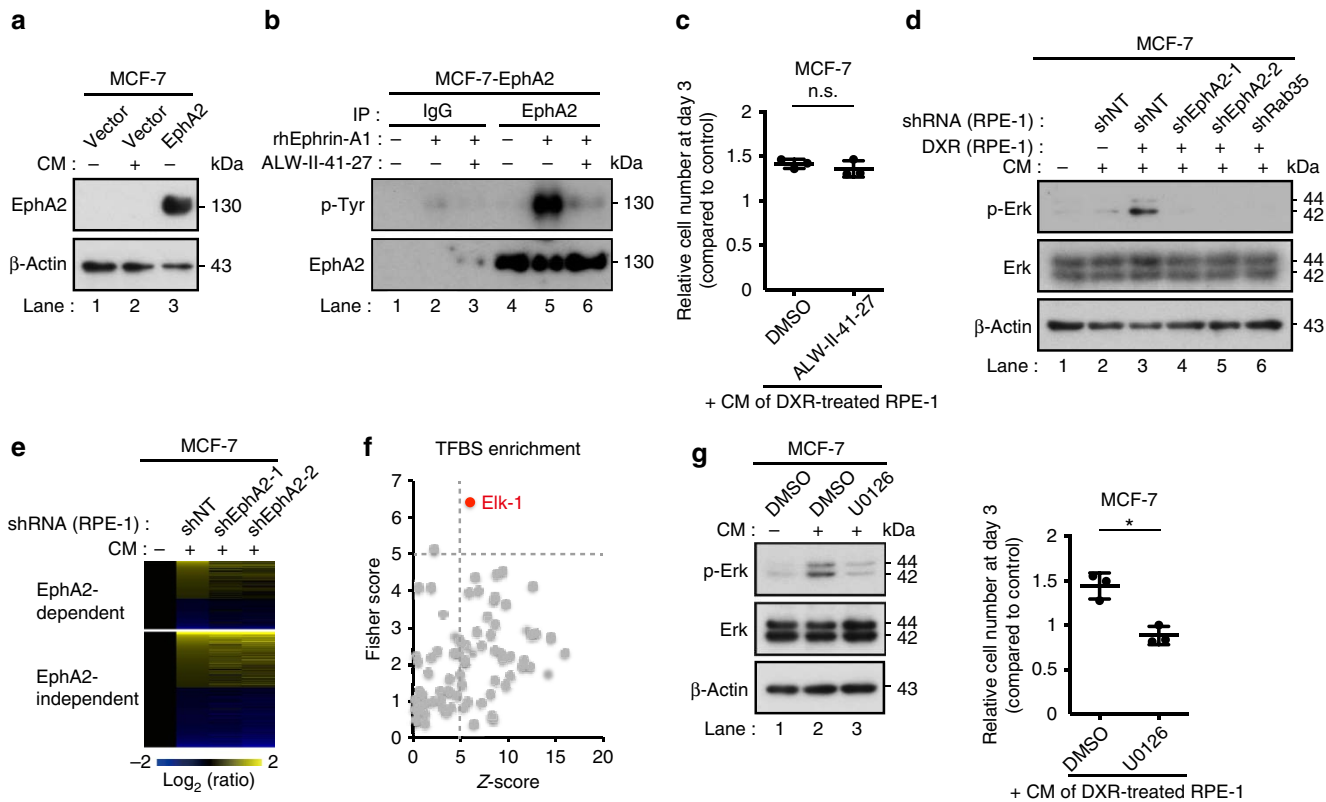 a
MCF-7
Vector
Vector
EphA2
CM : – + – kDa
EphA2 130
β-Actin 43
Lane : 1 2 3
b
MCF-7-EphA2
IP : IgG EphA2
rhEphrin-A1 – + + – + +
ALW-II-41-27 – – + – – + kDa
p-Tyr 130
EphA2 130
Lane : 1 2 3 4 5 6
c
MCF-7
n.s.
Relative cell number at day 3
(compared to control)
2
1.5
1
0.5
0
DMSO
ALW-II-41-27
+ CM of DXR-treated RPE-1
d
MCF-7
shRNA (RPE-1) : shNT shNT shEphA2-1 shEphA2-2 shRab35
DXR (RPE-1) : – + + + +
CM : – + + + + + kDa
p-Erk 44
42
Erk 44
42
β-Actin 43
Lane : 1 2 3 4 5 6
e
MCF-7
shRNA (RPE-1) : shNT shEphA2-1 shEphA2-2
CM : – + + +
EphA2-
dependent
EphA2-
independent
–2 2
Log2 (ratio)
f
TFBS enrichment
Fisher score
7
6
5
4
3
2
1
0
Elk-1
0 5 10 15 20
Z-score
g
MCF-7
DMSO
DMSO
U0126
CM : – + + kDa
p-Erk 44
42
Erk 44
42
β-Actin 43
Lane : 1 2 3
MCF-7
*
Relative cell number at day 3
(compared to control)
2
1.5
1
0.5
0
DMSO
U0126
+ CM of DXR-treated RPE-1